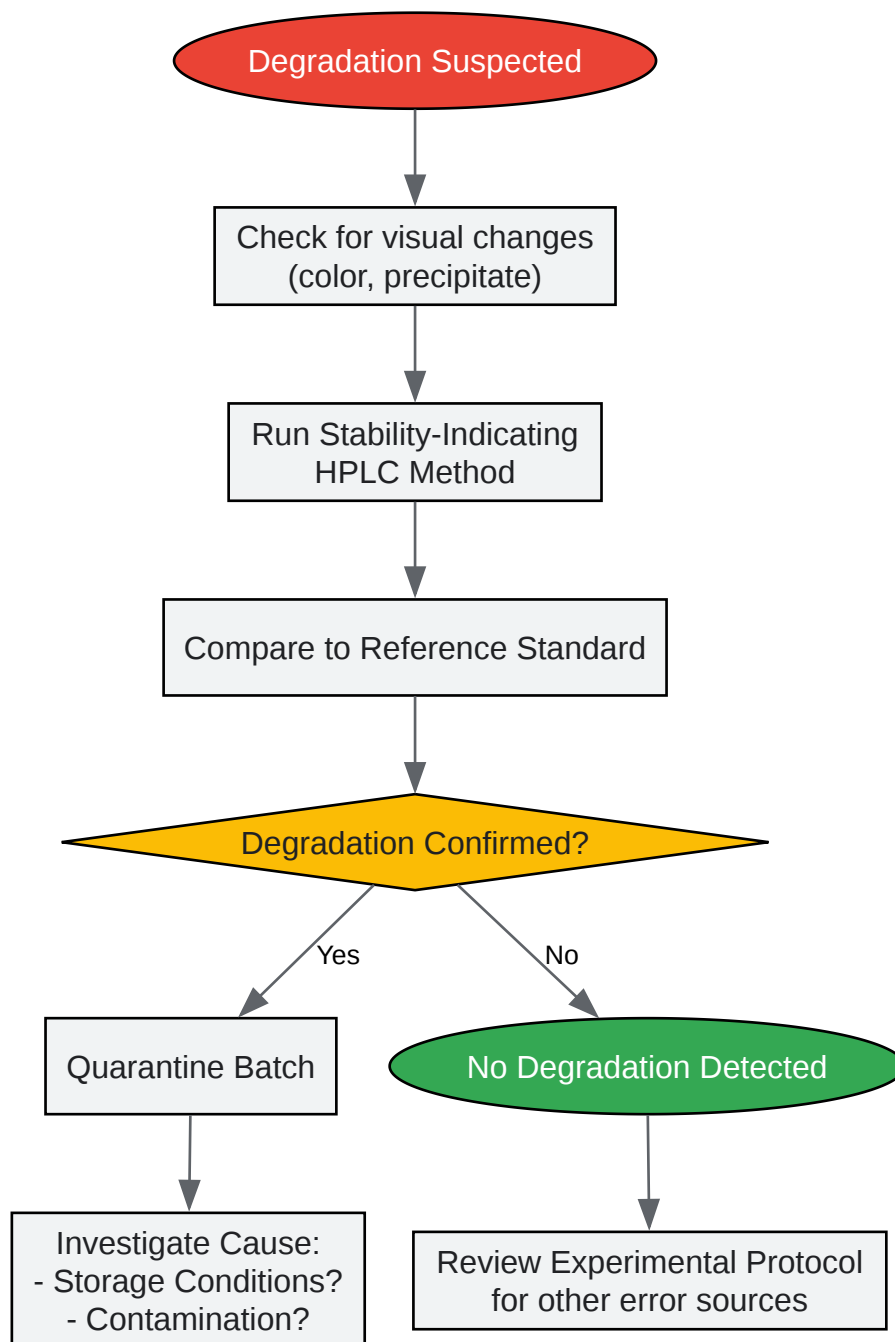 Degradation Suspected
Check for visual changes
(color, precipitate)
Run Stability-Indicating
HPLC Method
Compare to Reference Standard
Degradation Confirmed?
Yes
No
Quarantine Batch
No Degradation Detected
Investigate Cause:
- Storage Conditions?
- Contamination?
Review Experimental Protocol
for other error sources